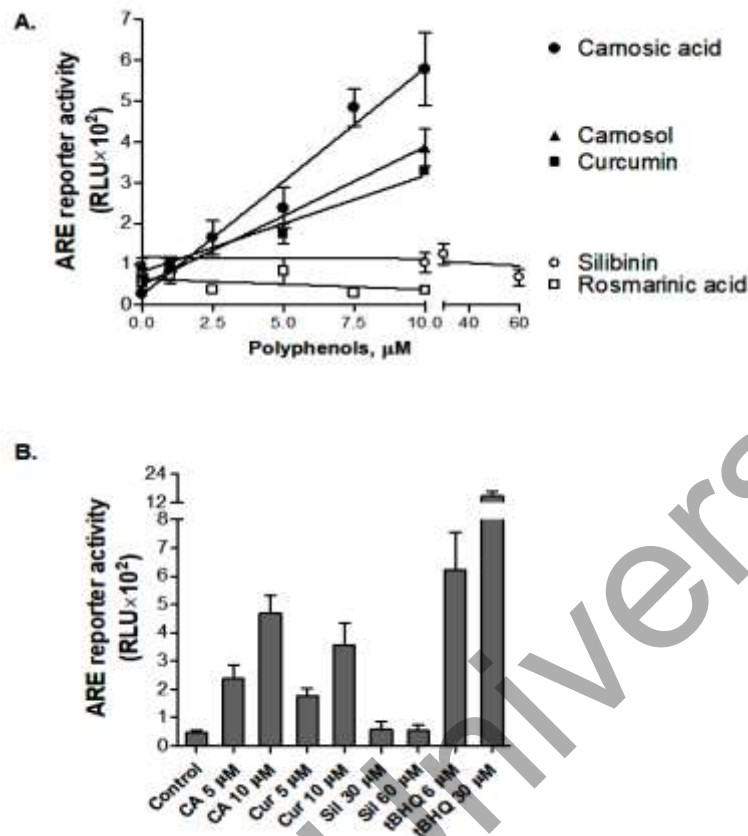 A.
7
6
5
4
3
2
1
0
ARE reporter activity
(RLU×10²)
0.0 2.5 5.0 7.5 10.0 40 60
Polyphenols, µM
Carnosic acid
Carnosol
Curcumin
Silibinin
Rosmarinic acid
B.
24
12
8
7
6
5
4
3
2
1
0
ARE reporter activity
(RLU×10²)
Control
CA 5 µM
CA 10 µM
Cur 5 µM
Cur 10 µM
Sil 30 µM
Sil 60 µM
tBHQ 6 µM
tBHQ 30 µM
Univers